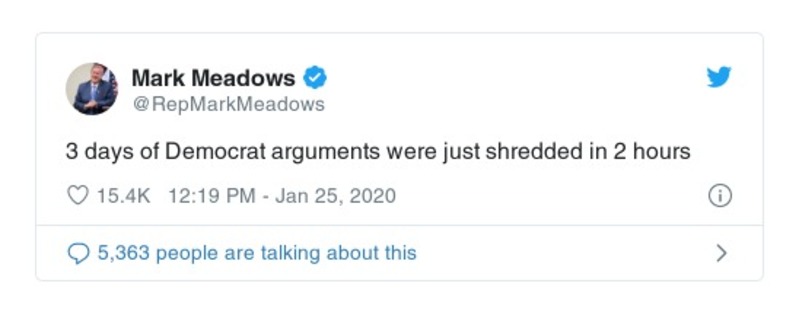 Mark Meadows
@RepMarkMeadows
3 days of Democrat arguments were just shredded in 2 hours
15.4K 12:19 PM - Jan 25, 2020
5,363 people are talking about this